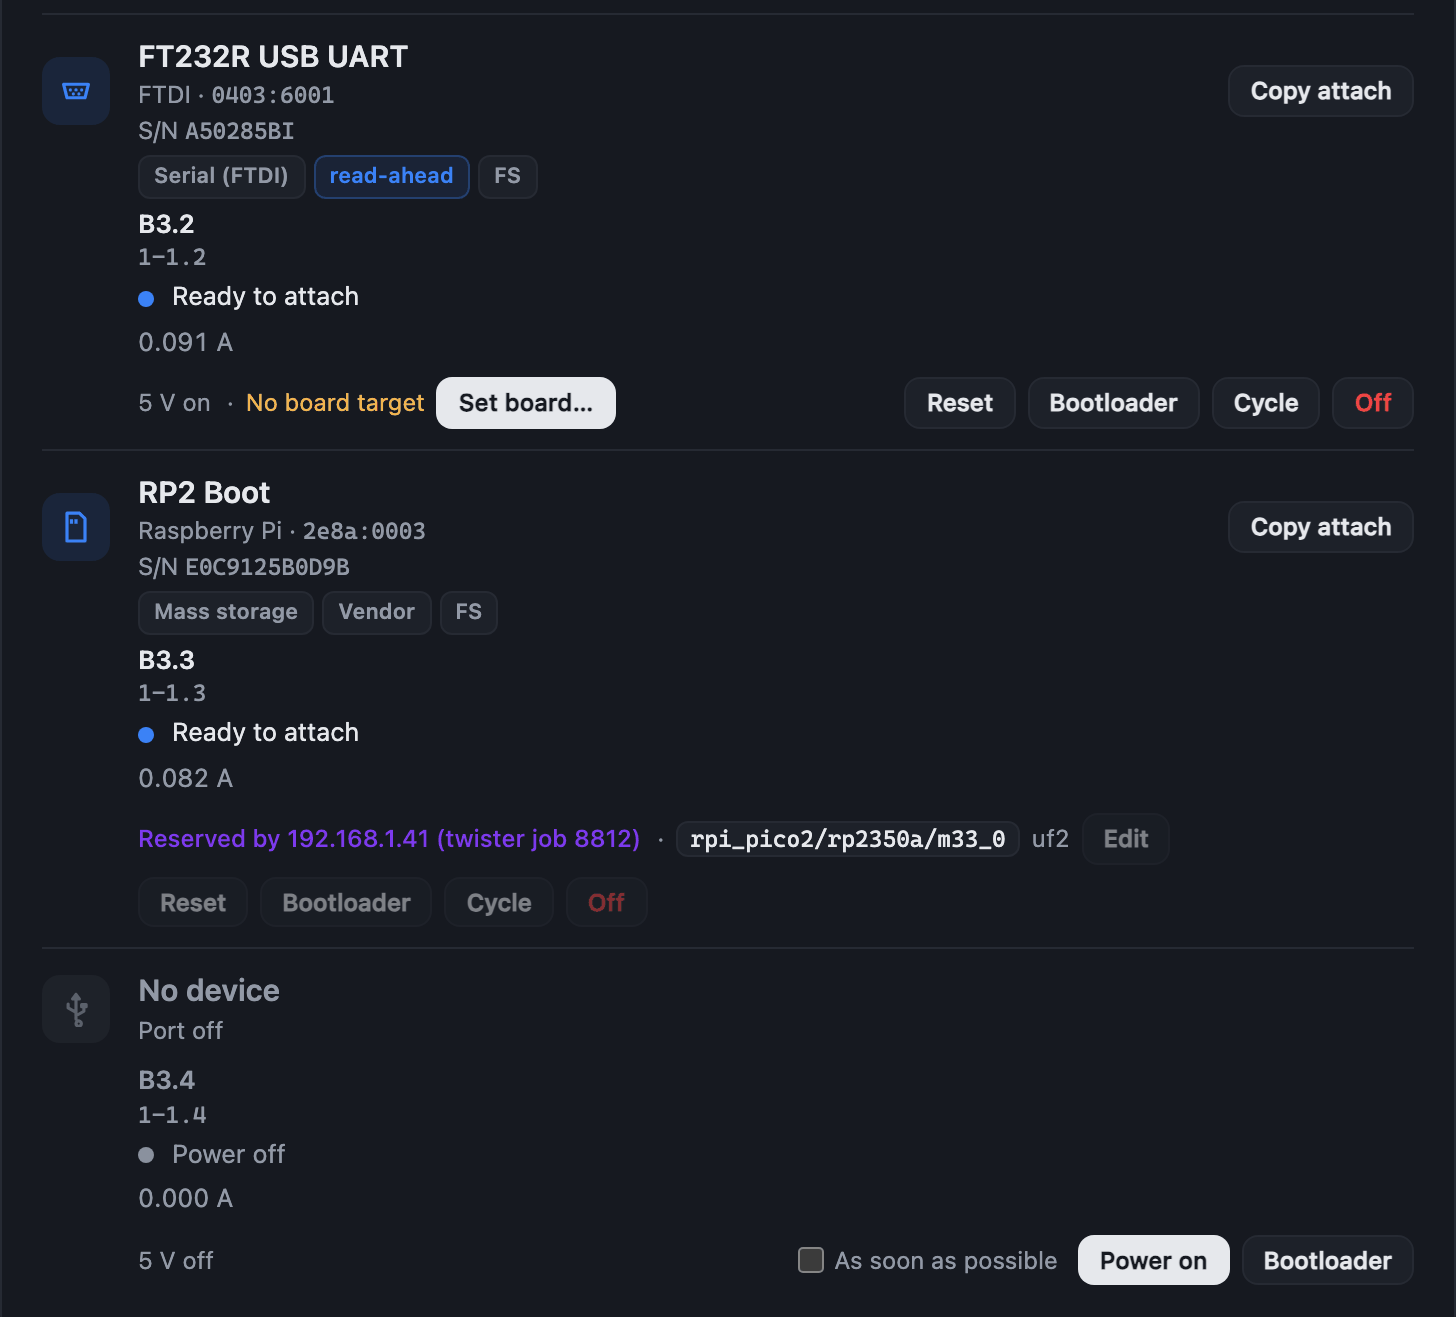 FT232R USB UART
FTDI · 0403:6001
S/N A50285BI
Copy attach
Serial (FTDI) read-ahead FS
B3.2
1-1.2
Ready to attach
0.091 A
5 V on · No board target Set board... Reset Bootloader Cycle Off
RP2 Boot
Raspberry Pi · 2e8a:0003
S/N E0C9125B0D9B
Copy attach
Mass storage Vendor FS
B3.3
1-1.3
Ready to attach
0.082 A
Reserved by 192.168.1.41 (twister job 8812) · rpi_pico2/rp2350a/m33_0 uf2 Edit
Reset Bootloader Cycle Off
No device
Port off
B3.4
1-1.4
Power off
0.000 A
5 V off As soon as possible Power on Bootloader